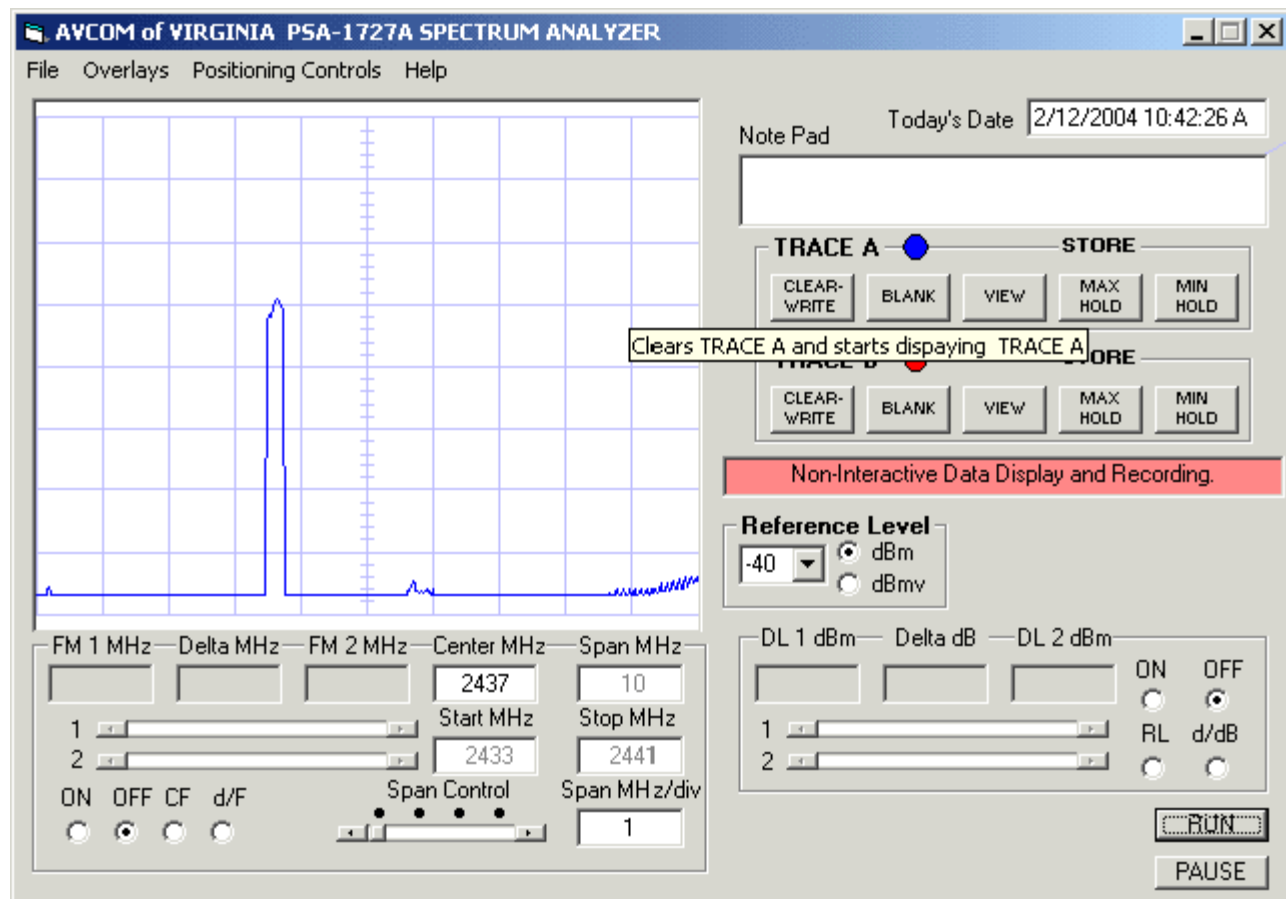 AVCOM of VIRGINIA PSA-1727A SPECTRUM ANALYZER
File Overlays Positioning Controls Help
Today's Date 2/12/2004 10:42:26 A
Note Pad
TRACE A STORE
CLEAR-WRITE BLANK VIEW MAX HOLD MIN HOLD
Clears TRACE A and starts dispaying TRACE A
TRACE B STORE
CLEAR-WRITE BLANK VIEW MAX HOLD MIN HOLD
Non-Interactive Data Display and Recording.
Reference Level
-40 dBm
dBmv
FM 1 MHz Delta MHz FM 2 MHz Center MHz Span MHz
2437 10
Start MHz Stop MHz
1 2433 2441
2
Span Control Span MHz/div
ON OFF CF d/F
1
DL 1 dBm Delta dB DL 2 dBm
ON OFF
1 RL d/dB
2
RUN
PAUSE